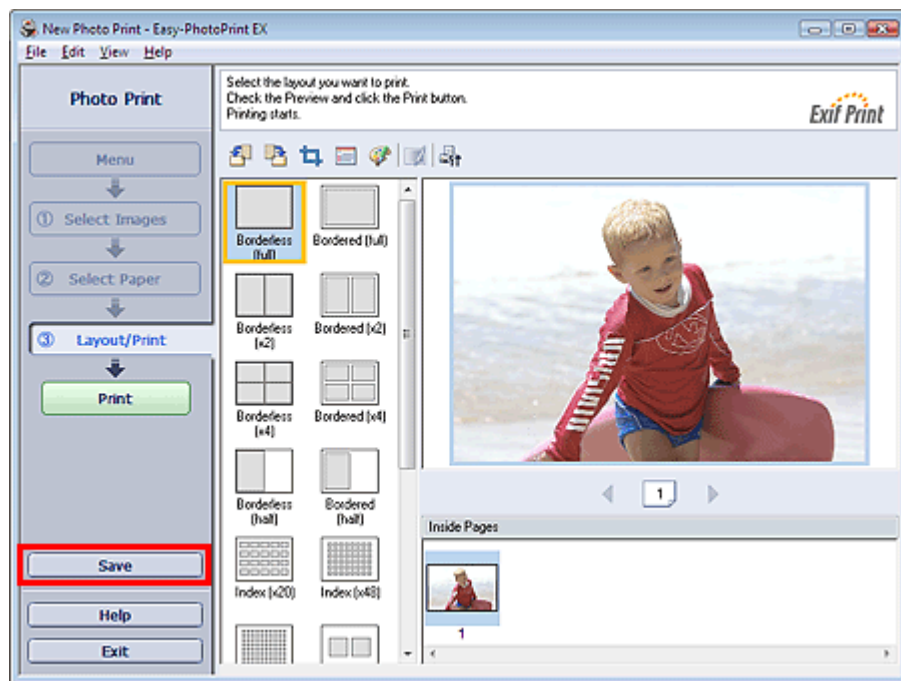 New Photo Print - Easy-PhotoPrint EX
File Edit View Help
Photo Print
Select the layout you want to print.
Check the Preview and click the Print button.
Printing starts.
Exif Print
Menu
① Select Images
② Select Paper
③ Layout/Print
Print
Save
Help
Exit
Borderless
(full)
Bordered (full)
Borderless
(x2)
Bordered (x2)
Borderless
(x4)
Bordered (x4)
Borderless
(half)
Bordered
(half)
Index (x20)
Index (x48)
1
Inside Pages
1